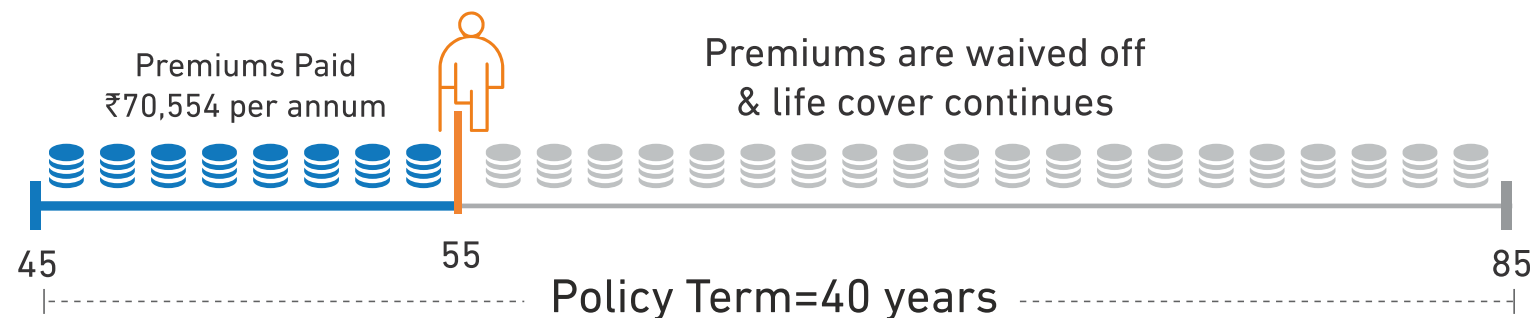 Premiums Paid
₹70,554 per annum
Premiums are waived off
& life cover continues
45
55
85
Policy Term=40 years